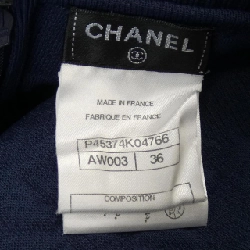 CHANEL
MADE IN FRANCE
FABRIQUE EN FRANCE
P45374K04766
AW003 36
COMPOSITION